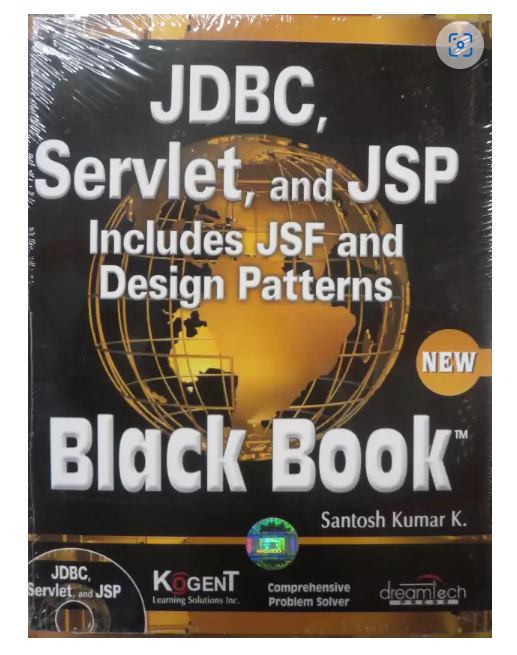 JDBC,
Servlet, and JSP
Includes JSF and
Design Patterns
NEW
Black Book™
Santosh Kumar K.
JDBC,
Servlet, and JSP
KOGENT
Learning Solutions Inc.
Comprehensive
Problem Solver
dreamtech
PRESS